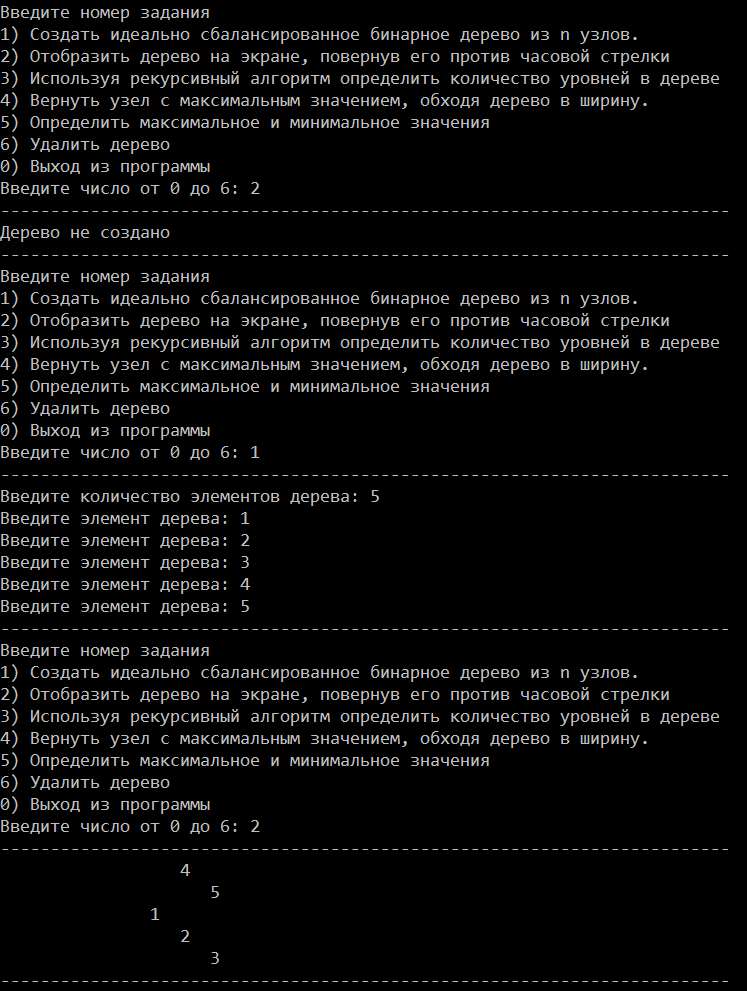 Введите номер задания
1) Создать идеально сбалансированное бинарное дерево из n узлов.
2) Отобразить дерево на экране, повернув его против часовой стрелки
3) Используя рекурсивный алгоритм определить количество уровней в дереве
4) Вернуть узел с максимальным значением, обходя дерево в ширину.
5) Определить максимальное и минимальное значения
6) Удалить дерево
0) Выход из программы
Введите число от 0 до 6: 2
-------------------------------------------------------------------------
Дерево не создано
-------------------------------------------------------------------------
Введите номер задания
1) Создать идеально сбалансированное бинарное дерево из n узлов.
2) Отобразить дерево на экране, повернув его против часовой стрелки
3) Используя рекурсивный алгоритм определить количество уровней в дереве
4) Вернуть узел с максимальным значением, обходя дерево в ширину.
5) Определить максимальное и минимальное значения
6) Удалить дерево
0) Выход из программы
Введите число от 0 до 6: 1
-------------------------------------------------------------------------
Введите количество элементов дерева: 5
Введите элемент дерева: 1
Введите элемент дерева: 2
Введите элемент дерева: 3
Введите элемент дерева: 4
Введите элемент дерева: 5
-------------------------------------------------------------------------
Введите номер задания
1) Создать идеально сбалансированное бинарное дерево из n узлов.
2) Отобразить дерево на экране, повернув его против часовой стрелки
3) Используя рекурсивный алгоритм определить количество уровней в дереве
4) Вернуть узел с максимальным значением, обходя дерево в ширину.
5) Определить максимальное и минимальное значения
6) Удалить дерево
0) Выход из программы
Введите число от 0 до 6: 2
-------------------------------------------------------------------------
                  4
                     5
               1
                  2
                     3
-------------------------------------------------------------------------